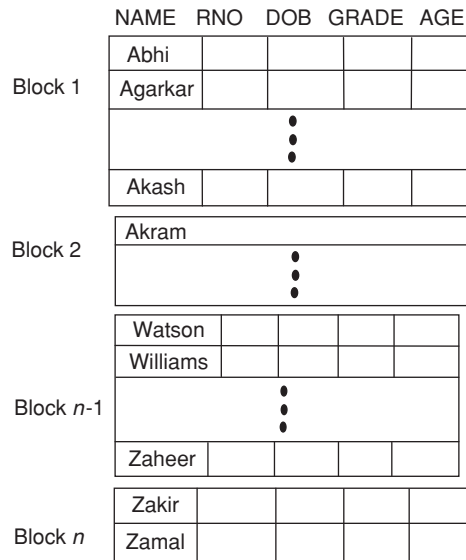 NAME RNO DOB GRADE AGE
Abhi
Block 1
Agarkar
Akash
Akram
Block 2
Watson
Williams
Block n-1
Zaheer
Zakir
Block n
Zamal